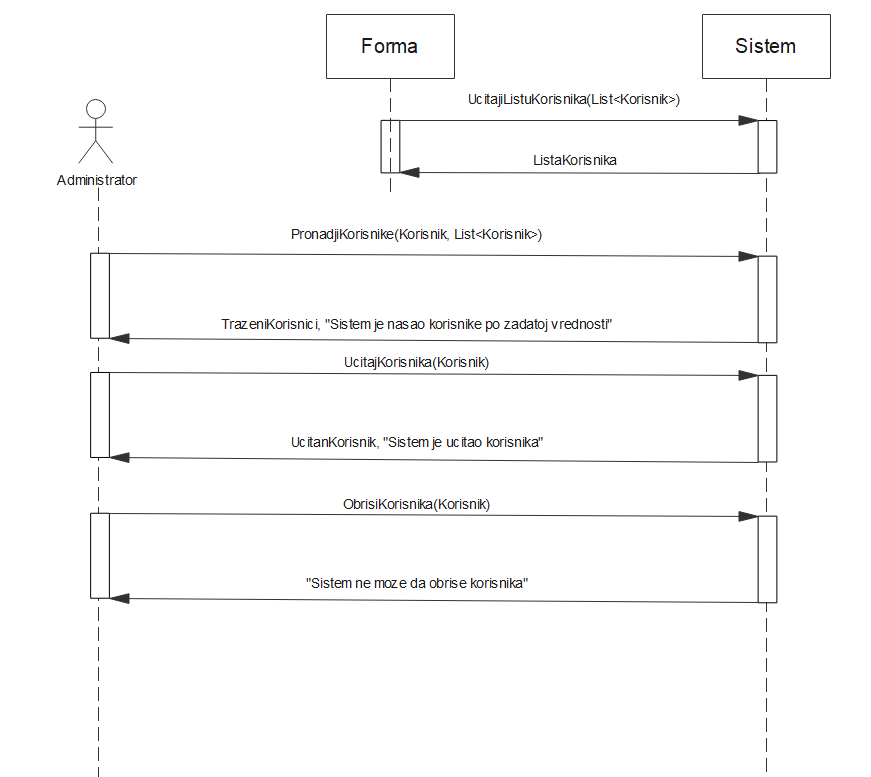 Forma
Sistem
UcitajiListuKorisnika(List<Korisnik>)
ListaKorisnika
Administrator
PronadjiKorisnike(Korisnik, List<Korisnik>)
TrazeniKorisnici, "Sistem je nasao korisnike po zadatoj vrednosti"
UcitajKorisnika(Korisnik)
UcitanKorisnik, "Sistem je ucitao korisnika"
ObrisiKorisnika(Korisnik)
"Sistem ne moze da obrise korisnika"